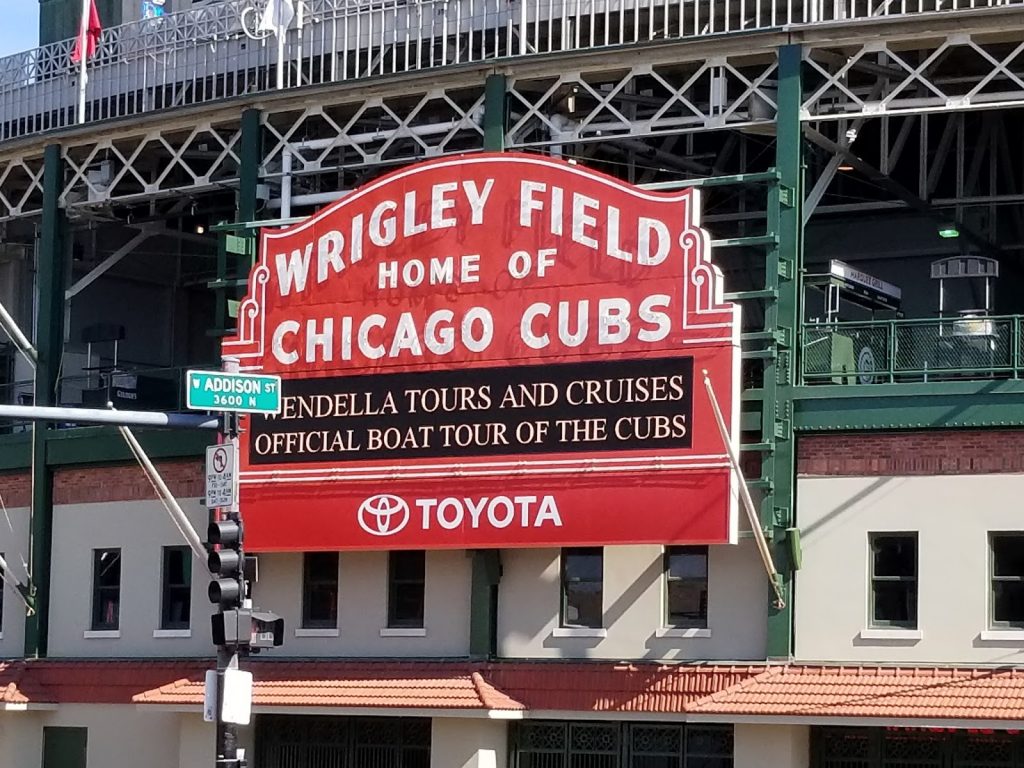 WRIGLEY FIELD
HOME OF
CHICAGO CUBS
W ADDISON ST
3600 N
WENDELLA TOURS AND CRUISES
OFFICIAL BOAT TOUR OF THE CUBS
TOYOTA